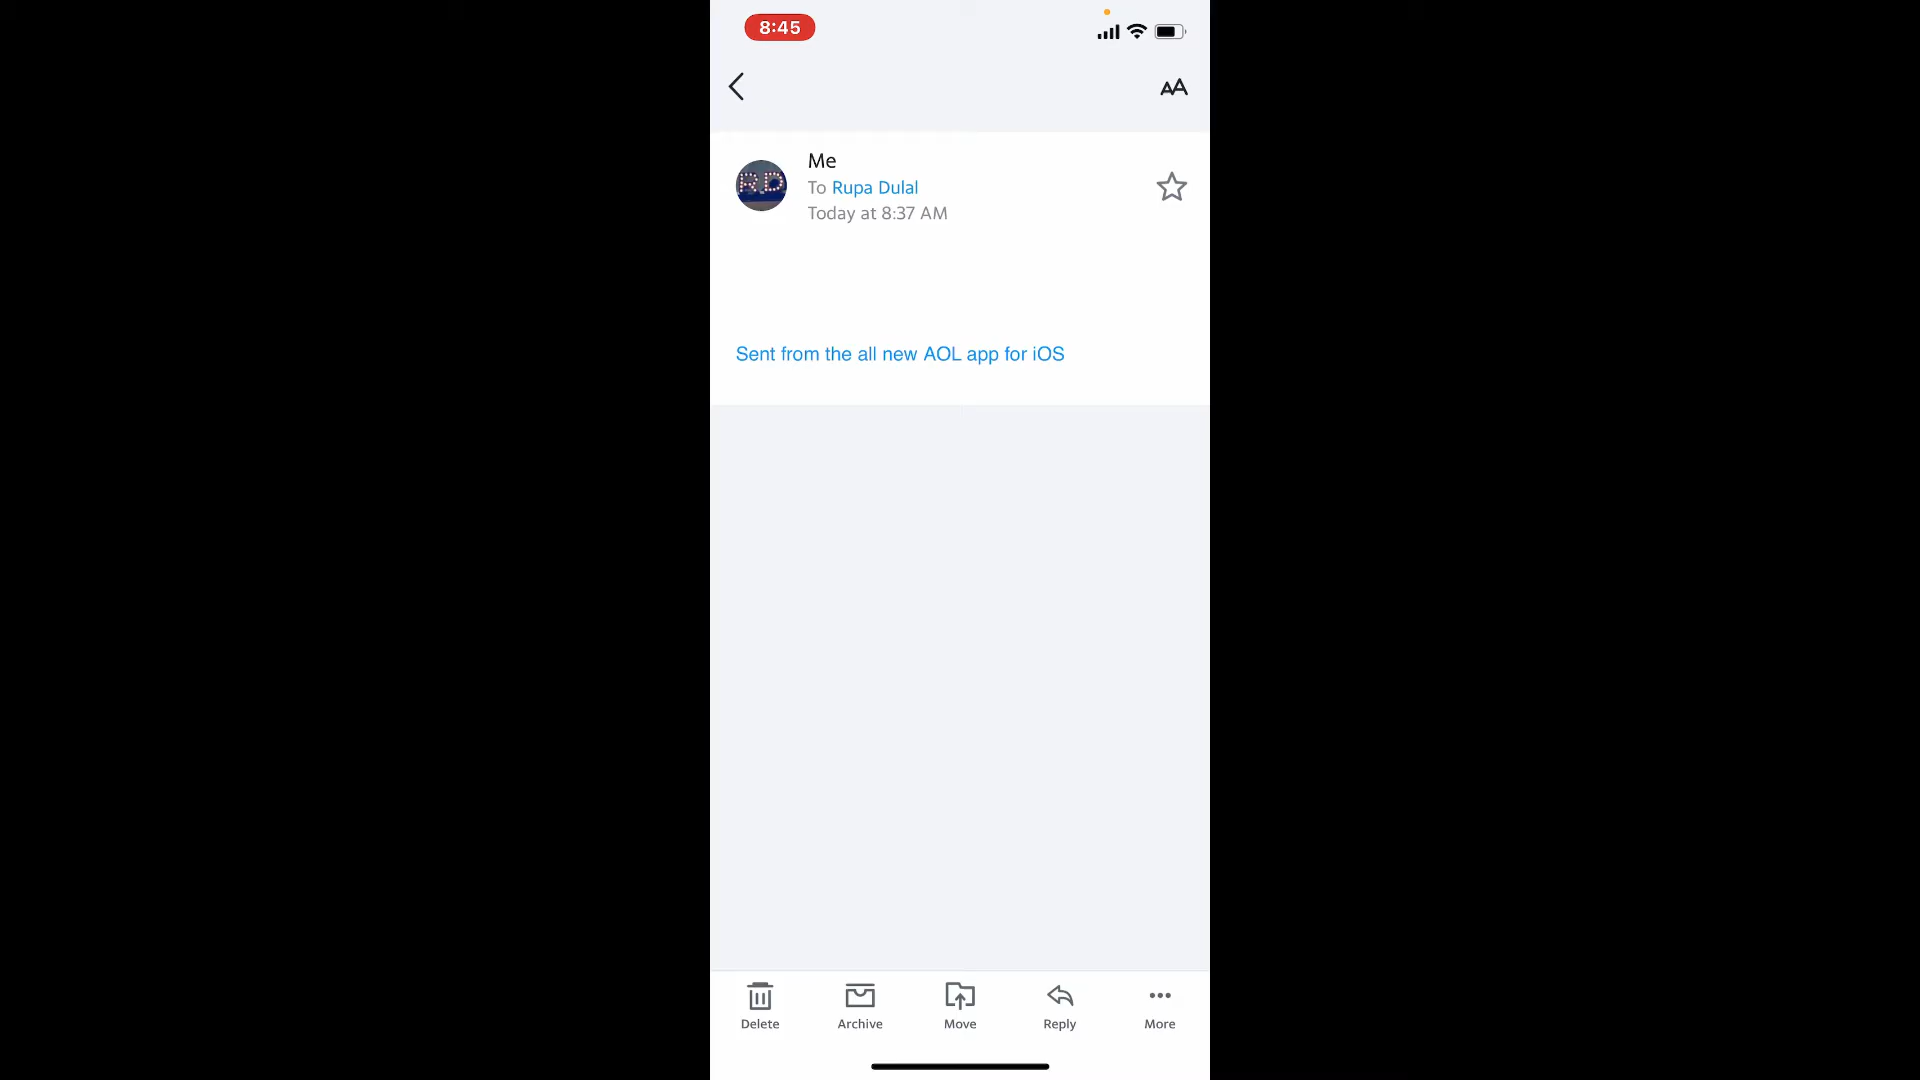 8:45
AA
Me
RD
To Rupa Dulal
Today at 8:37 AM
Sent from the all new AOL app for iOS
Delete
Archive
Move
Reply
More